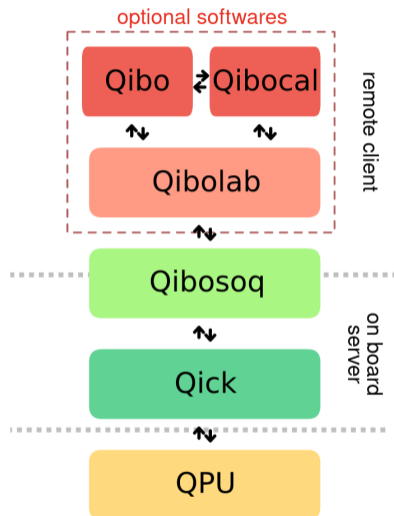 optional softwares
Qibo
Qibocal
remote client
Qibolab
Qibosoq
on board
server
Qick
QPU